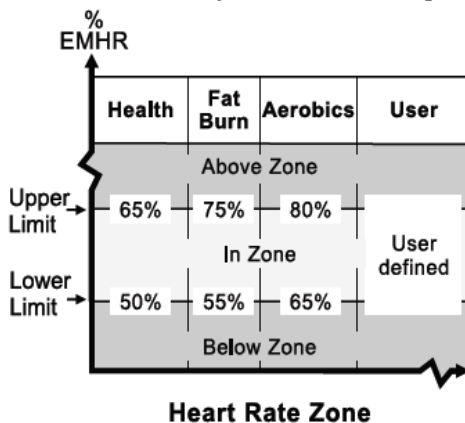 %
EMHR
Health Fat Burn Aerobics User
Above Zone
Upper Limit 65% 75% 80%
In Zone
User defined
Lower Limit 50% 55% 65%
Below Zone
Heart Rate Zone